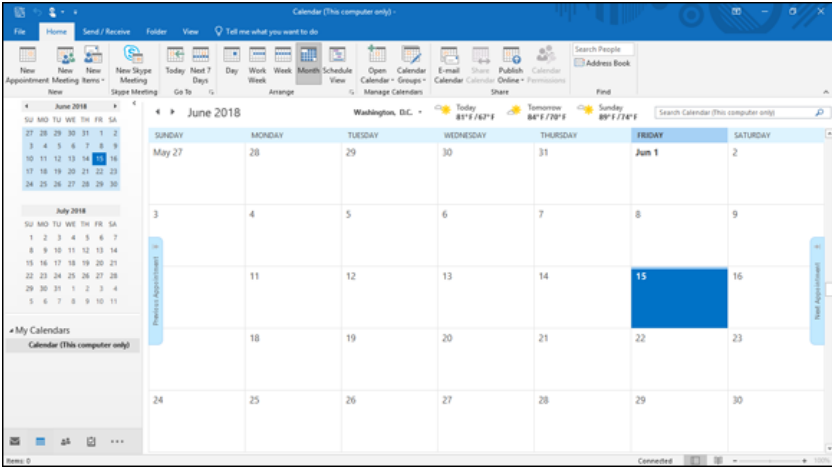 Calendar (This computer only) -
File Home Send / Receive Folder View Tell me what you want to do
New Appointment
New Meeting
New Items
New Skype Meeting
Today
Next 7 Days
Day
Work Week
Week
Month
Schedule View
Open Calendar
Calendar Groups
E-mail Calendar
Share Calendar
Publish Online
Calendar Permissions
Search People
Address Book
New Skype Meeting Go To Arrange Manage Calendars Share Find
June 2018
SU MO TU WE TH FR SA
27 28 29 30 31 1 2
3 4 5 6 7 8 9
10 11 12 13 14 15 16
17 18 19 20 21 22 23
24 25 26 27 28 29 30
July 2018
SU MO TU WE TH FR SA
1 2 3 4 5 6 7
8 9 10 11 12 13 14
15 16 17 18 19 20 21
22 23 24 25 26 27 28
29 30 31 1 2 3 4
5 6 7 8 9 10 11
My Calendars
Calendar (This computer only)
June 2018
Washington, D.C.
Today
81°F/67°F
Tomorrow
84°F/70°F
Sunday
89°F/74°F
Search Calendar (This computer only)
SUNDAY MONDAY TUESDAY WEDNESDAY THURSDAY FRIDAY SATURDAY
May 27 28 29 30 31 Jun 1 2
3 4 5 6 7 8 9
11 12 13 14 15 16
18 19 20 21 22 23
24 25 26 27 28 29 30
Previous Appointment
Next Appointment
Items: 0
Connected
100%